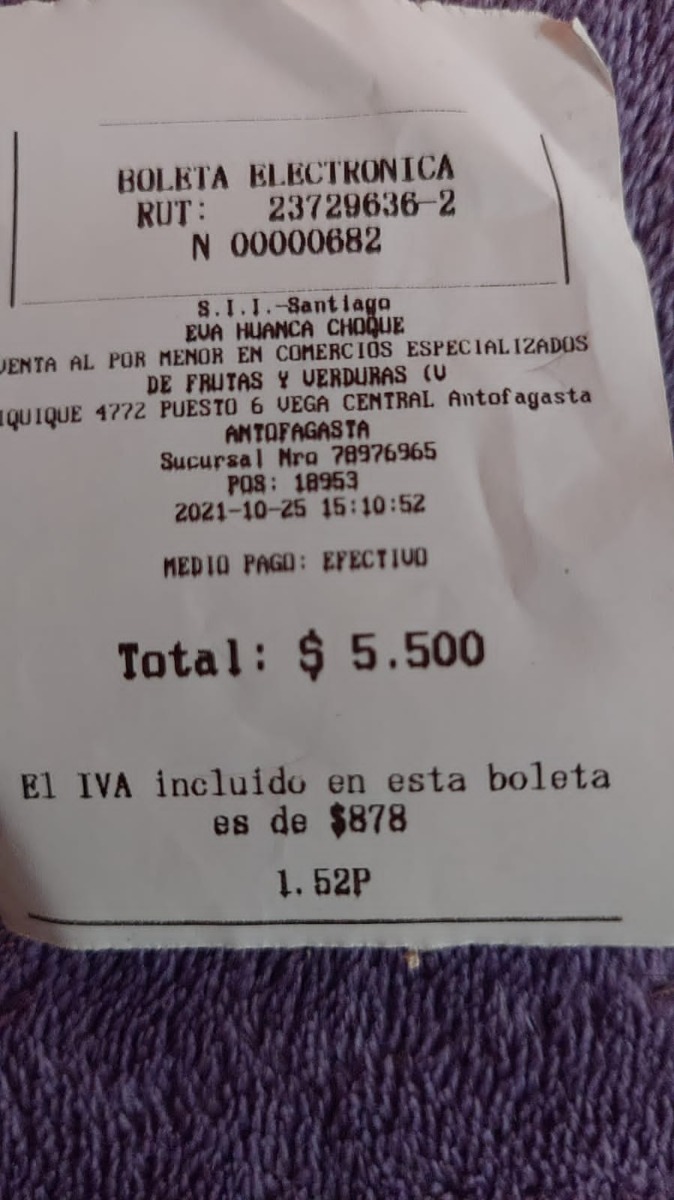 BOLETA ELECTRONICA
RUT: 23729636-2
N 00000682
S.I.I.-Santiago
EVA HUANCA CHOQUE
VENTA AL POR MENOR EN COMERCIOS ESPECIALIZADOS
DE FRUTAS Y VERDURAS (V
IQUIQUE 4772 PUESTO 6 VEGA CENTRAL Antofagasta
ANTOFAGASTA
Sucursal Nro 78976965
POS: 18953
2021-10-25 15:10:52
MEDIO PAGO: EFECTIVO
Total: $ 5.500
El IVA incluido en esta boleta
es de $878
1.52P